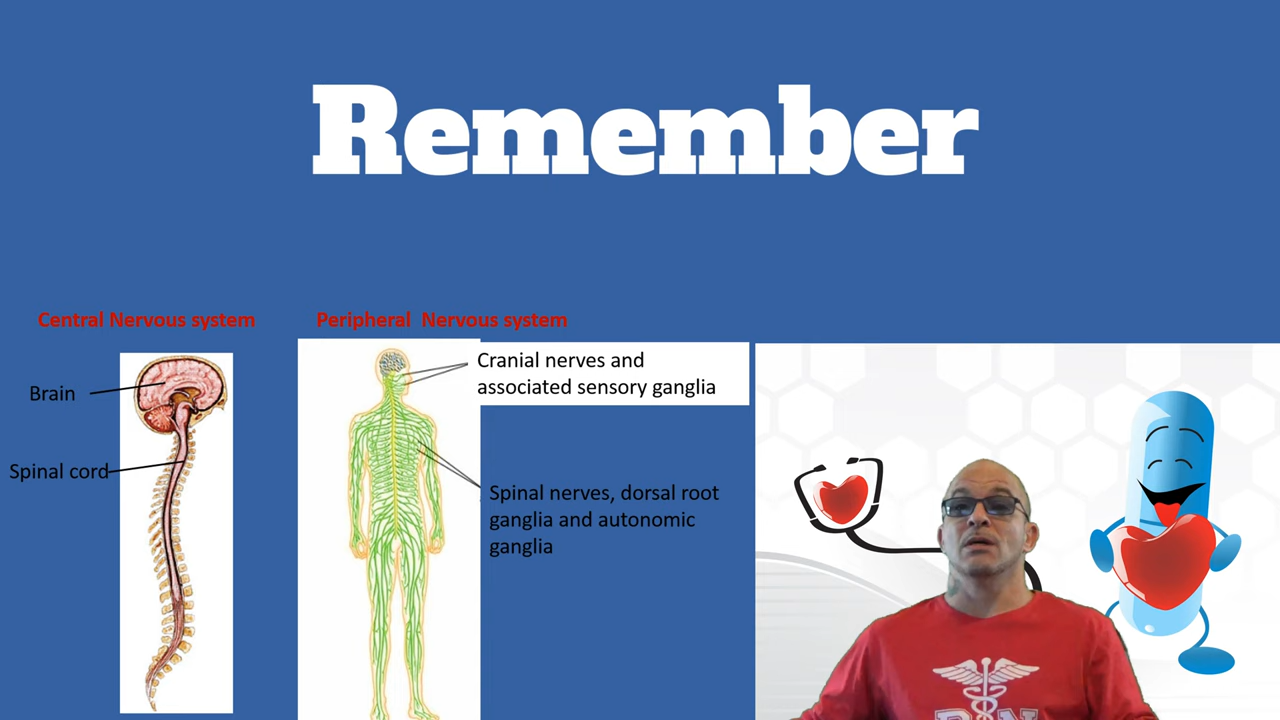 Remember
Central Nervous system
Peripheral Nervous system
Brain
Spinal cord
Cranial nerves and
associated sensory ganglia
Spinal nerves, dorsal root
ganglia and autonomic
ganglia
RN